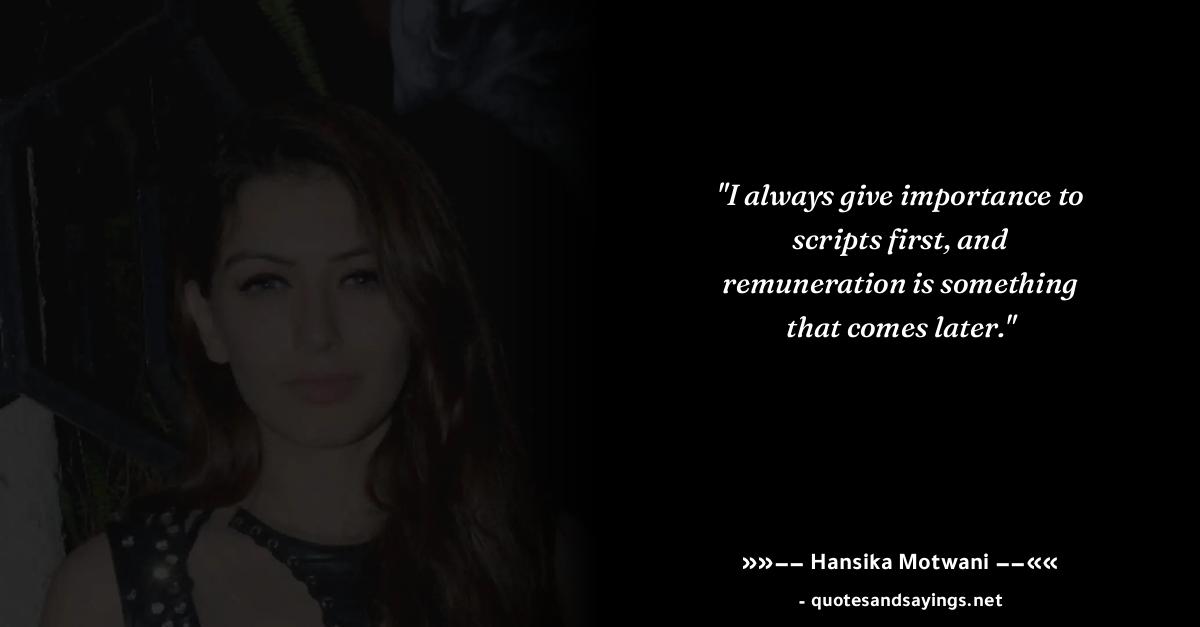 "I always give importance to
scripts first, and
remuneration is something
that comes later."
»»–– Hansika Motwani ––««
- quotesandsayings.net